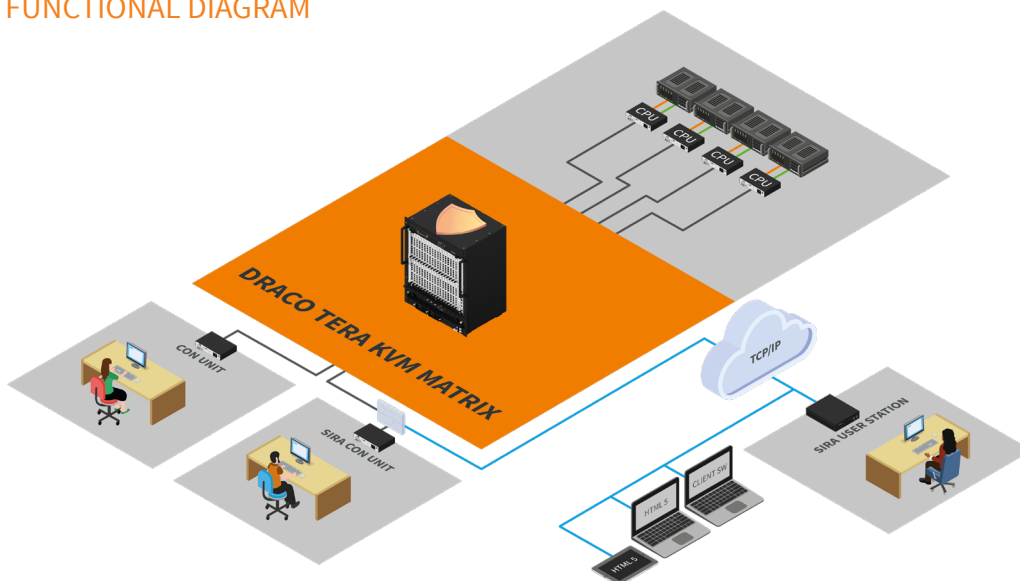 FUNCTIONAL DIAGRAM
CPU
CPU
CPU
CPU
DRACO TERA KVM MATRIX
CON UNIT
SIRA CON UNIT
TCP/IP
SIRA USER STATION
CLIENT SW
HTML 5
HTML 5